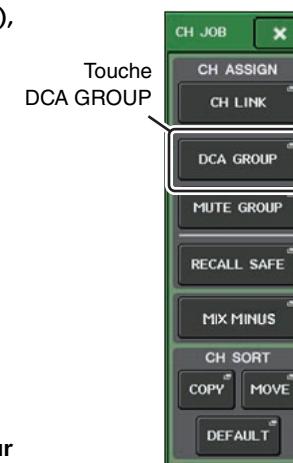 ),
Touche
DCA GROUP
CH JOB
CH ASSIGN
CH LINK
DCA GROUP
MUTE GROUP
RECALL SAFE
MIX MINUS
CH SORT
COPY MOVE
DEFAULT
ur